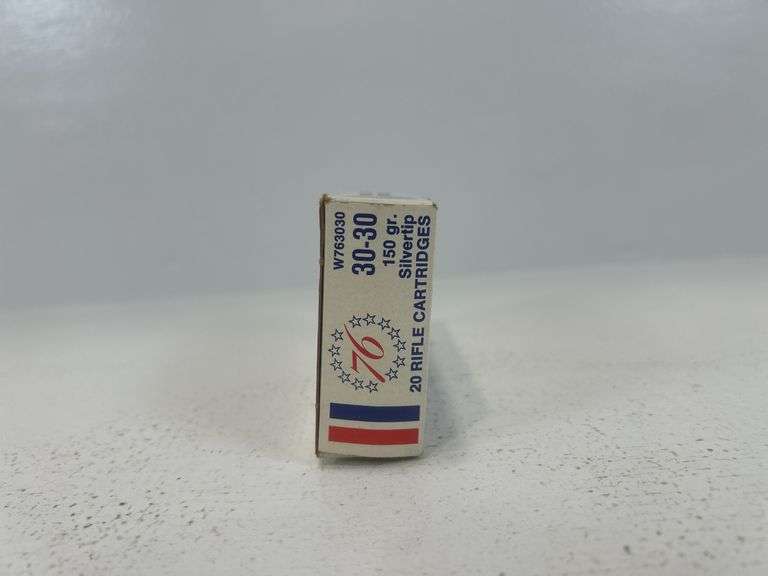 W763030
30-30
150 gr.
Silvertip
20 RIFLE CARTRIDGES
76